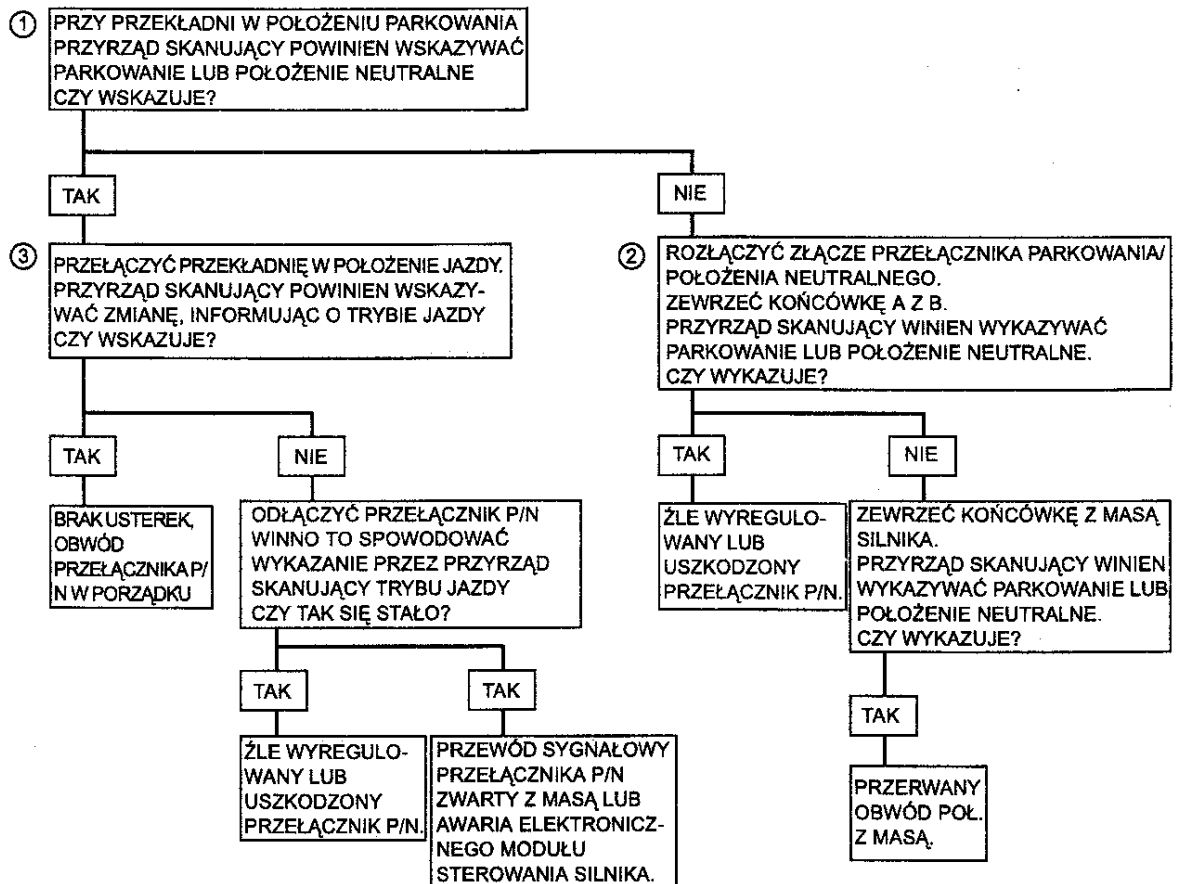 ① PRZY PRZEKŁADNI W POŁOŻENIU PARKOWANIA
PRZYRZĄD SKANUJĄCY POWINIEN WSKAZYWAĆ
PARKOWANIE LUB POŁOŻENIE NEUTRALNE
CZY WSKAZUJE?
TAK
NIE
③ PRZEŁĄCZYĆ PRZEKŁADNIĘ W POŁOŻENIE JAZDY.
PRZYRZĄD SKANUJĄCY POWINIEN WSKAZY-
WAĆ ZMIANĘ, INFORMUJĄC O TRYBIE JAZDY
CZY WSKAZUJE?
② ROZŁĄCZYĆ ZŁĄCZE PRZEŁĄCZNIKA PARKOWANIA/
POŁOŻENIA NEUTRALNEGO.
ZEWRZEĆ KOŃCÓWKĘ A Z B.
PRZYRZĄD SKANUJĄCY WINIEN WYKAZYWAĆ
PARKOWANIE LUB POŁOŻENIE NEUTRALNE.
CZY WYKAZUJE?
TAK
NIE
TAK
NIE
BRAK USTEREK,
OBWÓD
PRZEŁĄCZNIKA P/
N W PORZĄDKU
ODŁĄCZYĆ PRZEŁĄCZNIK P/N
WINNO TO SPOWODOWAĆ
WYKAZANIE PRZEZ PRZYRZĄD
SKANUJĄCY TRYBU JAZDY
CZY TAK SIĘ STAŁO?
ŹLE WYREGULO-
WANY LUB
USZKODZONY
PRZEŁĄCZNIK P/N.
ZEWRZEĆ KOŃCÓWKĘ Z MASĄ
SILNIKA.
PRZYRZĄD SKANUJĄCY WINIEN
WYKAZYWAĆ PARKOWANIE LUB
POŁOŻENIE NEUTRALNE.
CZY WYKAZUJE?
TAK
TAK
TAK
ŹLE WYREGULO-
WANY LUB
USZKODZONY
PRZEŁĄCZNIK P/N.
PRZEWÓD SYGNAŁOWY
PRZEŁĄCZNIKA P/N
ZWARTY Z MASĄ LUB
AWARIA ELEKTRONICZ-
NEGO MODUŁU
STEROWANIA SILNIKA.
PRZERWANY
OBWÓD POŁ.
Z MASĄ.